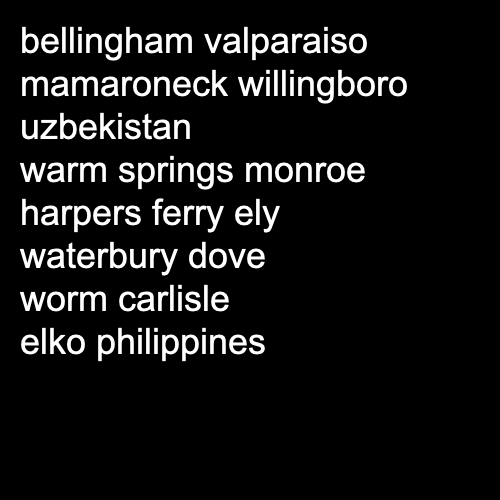 bellingham valparaiso
mamaroneck willingboro
uzbekistan
warm springs monroe
harpers ferry ely
waterbury dove
worm carlisle
elko philippines